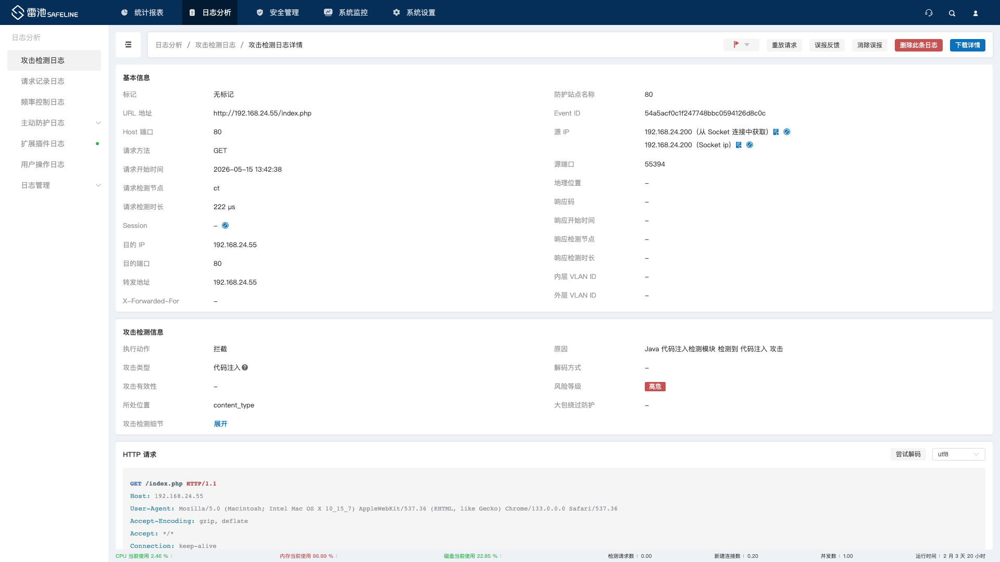 雷池 SAFELINE
统计报表
日志分析
安全管理
系统监控
系统设置
日志分析
攻击检测日志
请求记录日志
频率控制日志
主动防护日志
扩展插件日志
用户操作日志
日志管理
日志分析 / 攻击检测日志 / 攻击检测日志详情
重放请求
误报反馈
消除误报
删除此条日志
下载详情
基本信息
标记 无标记
URL 地址 http://192.168.24.55/index.php
Host 端口 80
请求方法 GET
请求开始时间 2026-05-15 13:42:38
请求检测节点 ct
请求检测时长 222 μs
Session –
目的 IP 192.168.24.55
目的端口 80
转发地址 192.168.24.55
X-Forwarded-For –
防护站点名称 80
Event ID 54a5acf0c1f247748bbc0594126d8c0c
源 IP 192.168.24.200（从 Socket 连接中获取）
192.168.24.200（Socket ip）
源端口 55394
地理位置 –
响应码 –
响应开始时间 –
响应检测节点 –
响应检测时长 –
内层 VLAN ID –
外层 VLAN ID –
攻击检测信息
执行动作 拦截
攻击类型 代码注入
攻击有效性 –
所处位置 content_type
攻击检测细节 展开
原因 Java 代码注入检测模块 检测到 代码注入 攻击
解码方式 –
风险等级 高危
大包绕过防护 –
HTTP 请求
尝试解码
utf8
GET /index.php HTTP/1.1
Host: 192.168.24.55
User-Agent: Mozilla/5.0 (Macintosh; Intel Mac OS X 10_15_7) AppleWebKit/537.36 (KHTML, like Gecko) Chrome/133.0.0.0 Safari/537.36
Accept-Encoding: gzip, deflate
Accept: */*
Connection: keep-alive
CPU 当前使用 2.46 % :
内存当前使用 86.89 % :
磁盘当前使用 22.85 % :
检测请求数：0.00
新建连接数：0.20
并发数：1.00
运行时间：2 月 3 天 20 小时